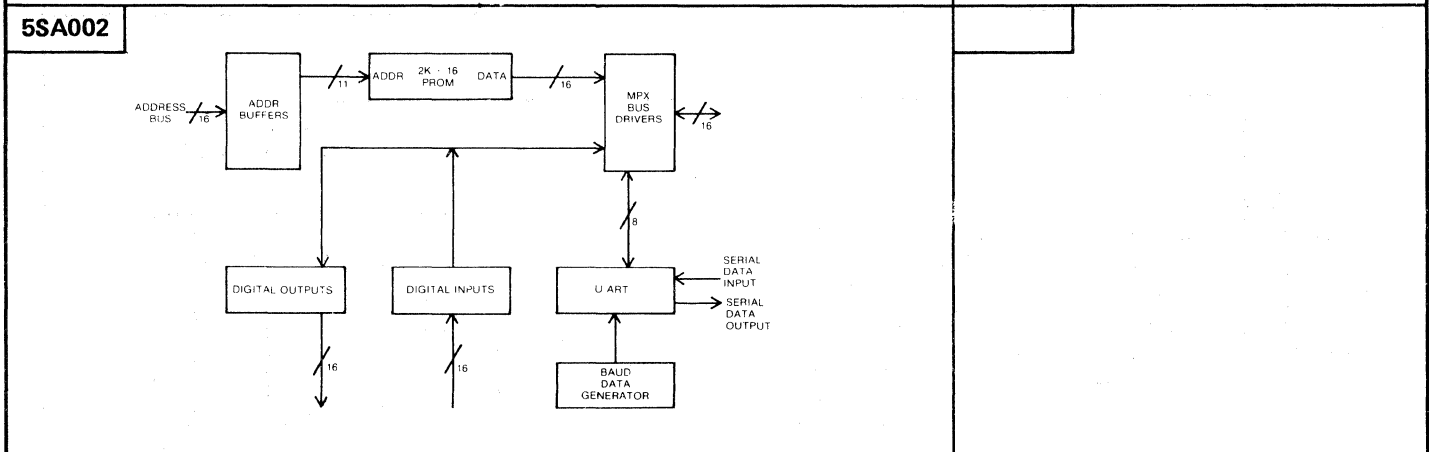 5SA002
ADDRESS
BUS
16
ADDR
BUFFERS
11
ADDR
2K · 16
PROM
DATA
16
MPX
BUS
DRIVERS
16
8
DIGITAL OUTPUTS
16
DIGITAL INPUTS
16
U ART
SERIAL
DATA
INPUT
SERIAL
DATA
OUTPUT
BAUD
DATA
GENERATOR